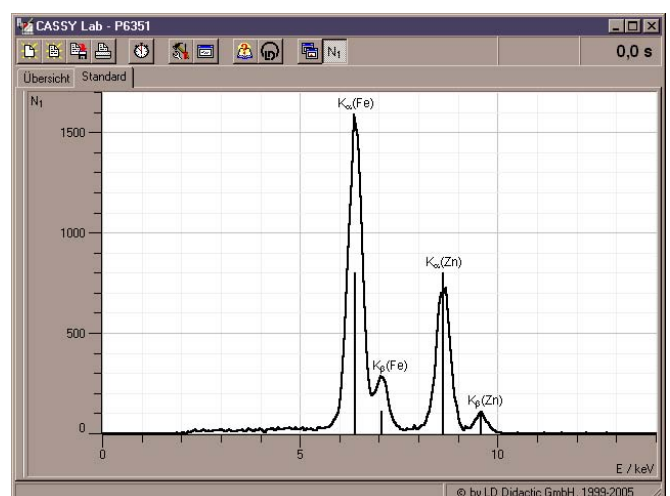 CASSY Lab - P6351
N₁
0,0 s
Übersicht Standard
N₁
Kα(Fe)
1500
1000
Kα(Zn)
500
Kβ(Fe)
Kβ(Zn)
0
0 5 10
E / keV
© by LD Didactic GmbH, 1999-2005